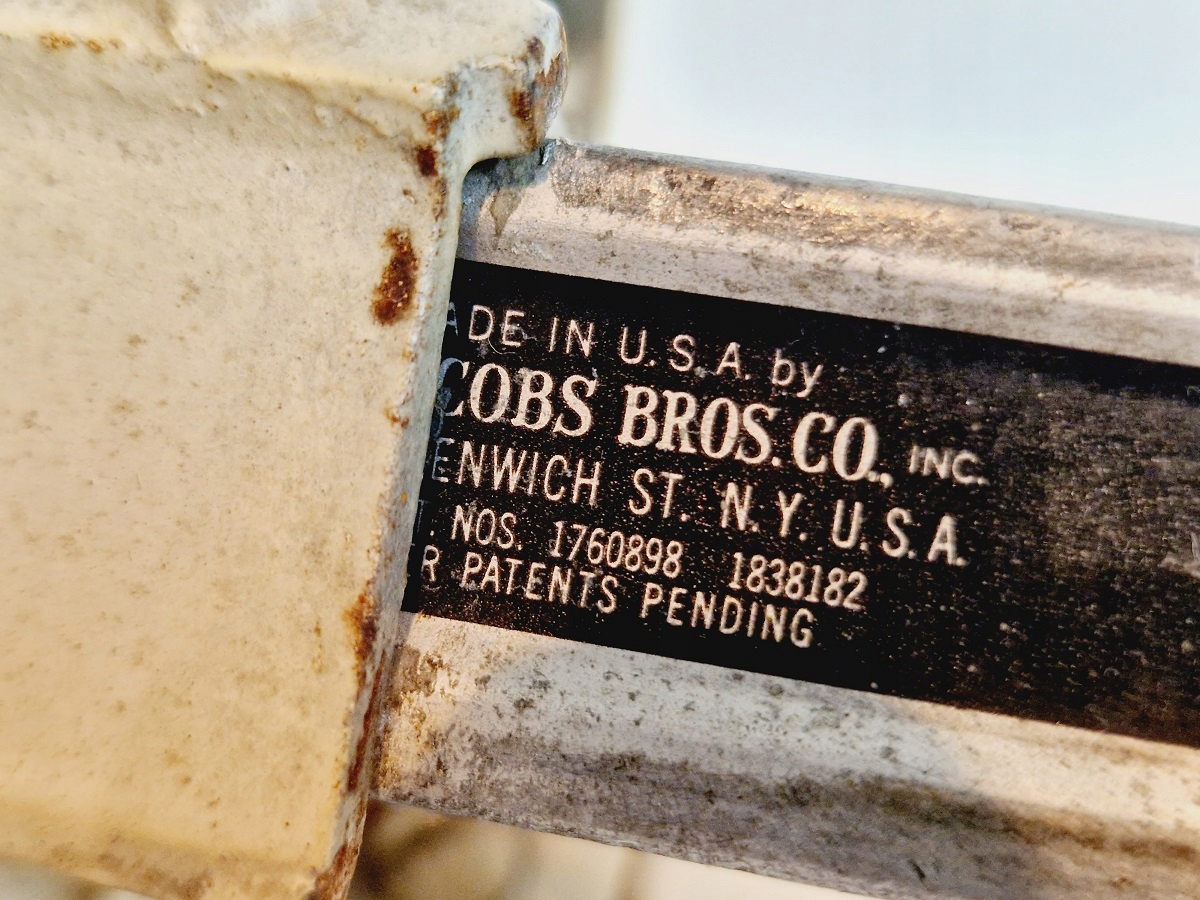 ADE IN U.S.A. by
COBS BROS. CO., INC.
ENWICH ST. N.Y. U.S.A.
T. NOS. 1760898 1838182
R PATENTS PENDING